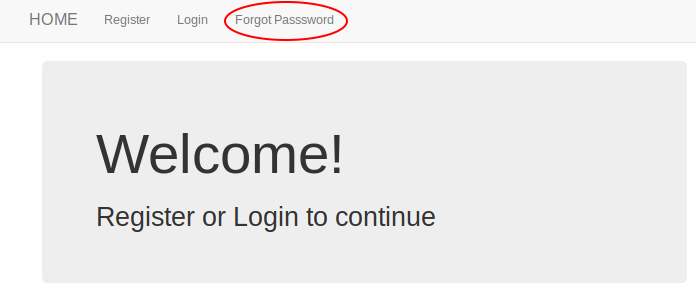 HOME Register Login Forgot Passsword
Welcome!
Register or Login to continue